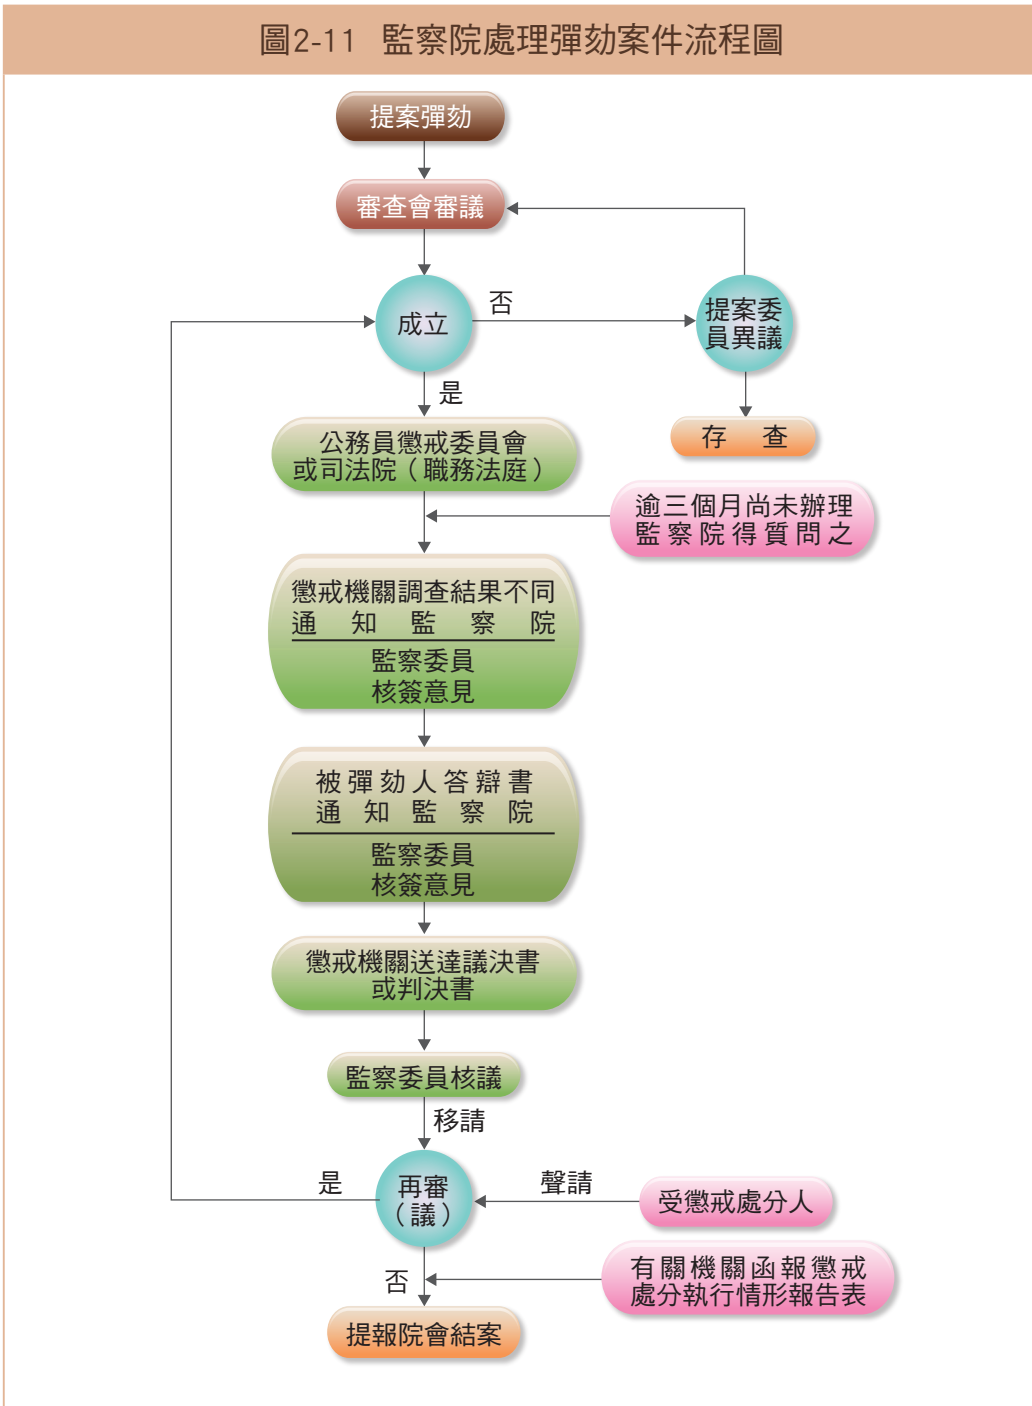 圖2-11 監察院處理彈劾案件流程圖
提案彈劾
審查會審議
成立
否
提案委
員異議
是
存 查
公務員懲戒委員會
或司法院（職務法庭）
逾三個月尚未辦理
監察院得質問之
懲戒機關調查結果不同
通知監察院
監察委員
核簽意見
被彈劾人答辯書
通知監察院
監察委員
核簽意見
懲戒機關送達議決書
或判決書
監察委員核議
移請
是
再審
（議）
聲請
受懲戒處分人
否
有關機關函報懲戒
處分執行情形報告表
提報院會結案